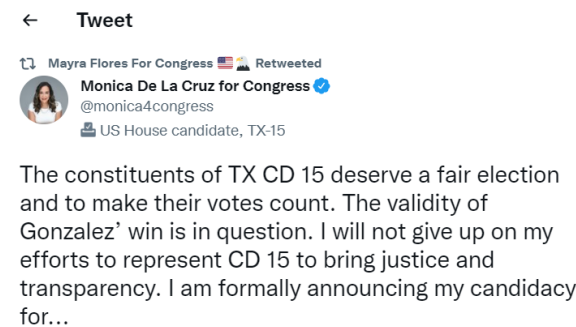 Tweet
Mayra Flores For Congress Retweeted
Monica De La Cruz for Congress
@monica4congress
US House candidate, TX-15
The constituents of TX CD 15 deserve a fair election
and to make their votes count. The validity of
Gonzalez’ win is in question. I will not give up on my
efforts to represent CD 15 to bring justice and
transparency. I am formally announcing my candidacy
for…